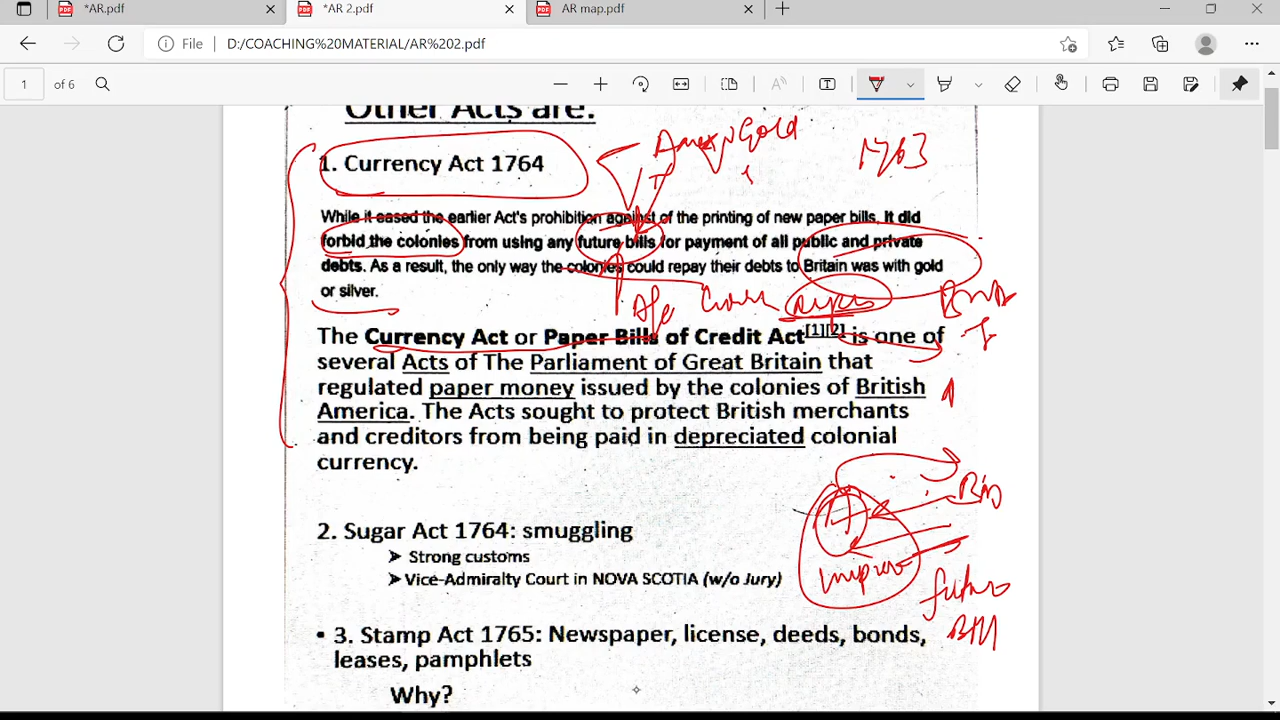 *AR.pdf
*AR 2.pdf
AR map.pdf
File D:/COACHING%20MATERIAL/AR%202.pdf
1 of 6
Other Acts are:
1. Currency Act 1764
Gold
1763
While it eased the earlier Act's prohibition against of the printing of new paper bills. It did
forbid the colonies from using any future bills for payment of all public and private
debts. As a result, the only way the colonies could repay their debts to Britain was with gold
or silver.
The Currency Act or Paper Bills of Credit Act[1][2] is one of
several Acts of The Parliament of Great Britain that
regulated paper money issued by the colonies of British
America. The Acts sought to protect British merchants
and creditors from being paid in depreciated colonial
currency.
2. Sugar Act 1764: smuggling
➤ Strong customs
➤ Vice-Admiralty Court in NOVA SCOTIA (w/o Jury)
future
Bill
• 3. Stamp Act 1765: Newspaper, license, deeds, bonds,
leases, pamphlets
Why?